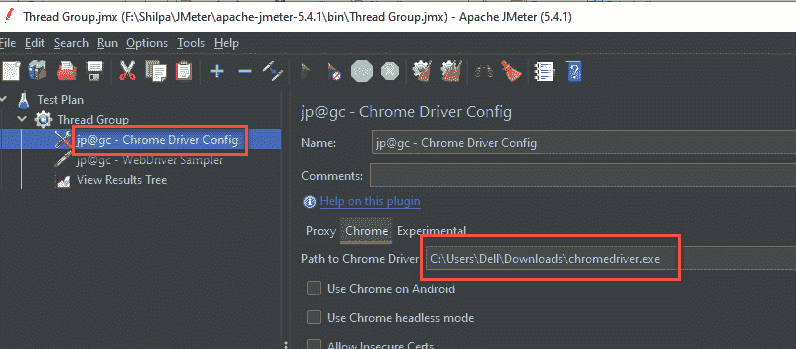 Thread Group.jmx (F:\Shilpa\JMeter\apache-jmeter-5.4.1\bin\Thread Group.jmx) - Apache JMeter (5.4.1)
File Edit Search Run Options Tools Help
Test Plan
Thread Group
jp@gc - Chrome Driver Config
jp@gc - WebDriver Sampler
View Results Tree
jp@gc - Chrome Driver Config
Name: jp@gc - Chrome Driver Config
Comments:
Help on this plugin
Proxy Chrome Experimental
Path to Chrome Driver C:\Users\Dell\Downloads\chromedriver.exe
Use Chrome on Android
Use Chrome headless mode
Allow Insecure Certs